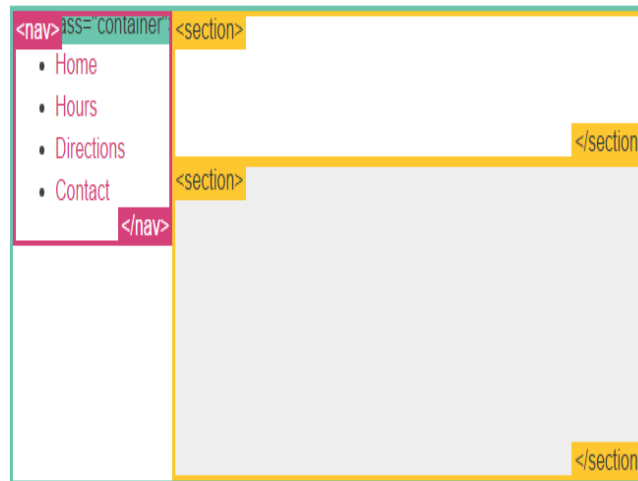 <nav> ass="container"
<section>
Home
Hours
Directions
Contact
</nav>
</section
<section>
</section